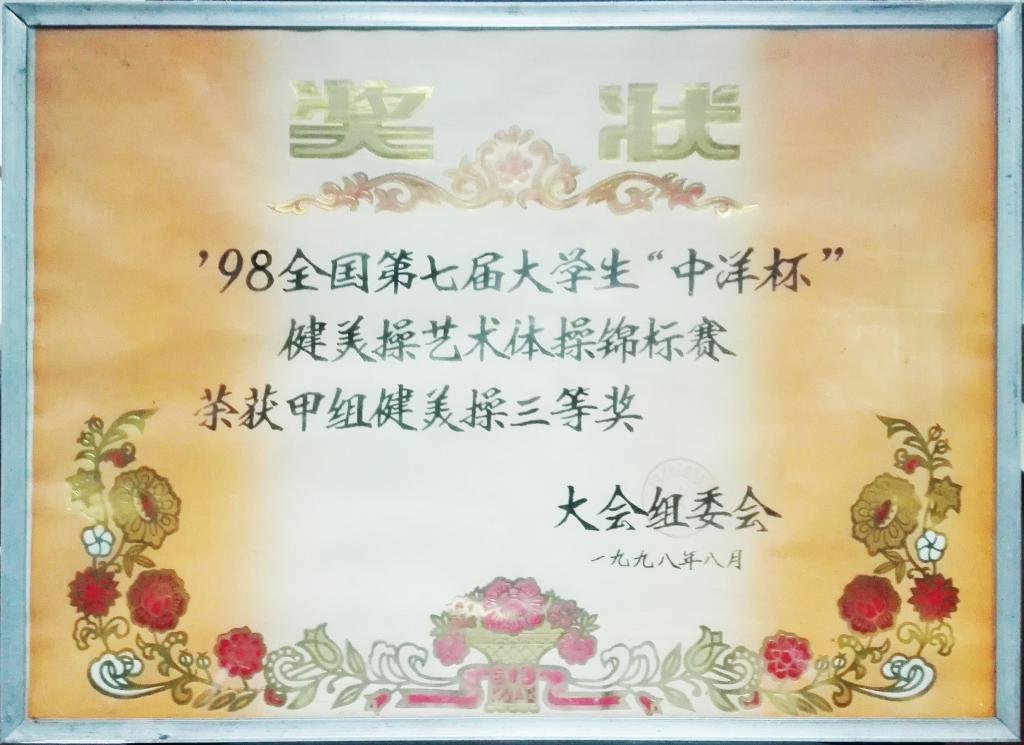 奖状
’98全国第七届大学生“中洋杯”
健美操艺术体操锦标赛
荣获甲组健美操三等奖
大会组委会
一九九八年八月